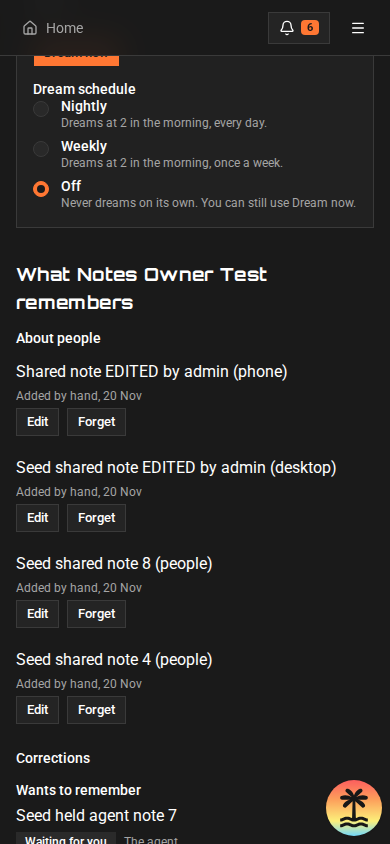 Home
6
Dream now
Dream schedule
Nightly
Dreams at 2 in the morning, every day.
Weekly
Dreams at 2 in the morning, once a week.
Off
Never dreams on its own. You can still use Dream now.
What Notes Owner Test
remembers
About people
Shared note EDITED by admin (phone)
Added by hand, 20 Nov
Edit Forget
Seed shared note EDITED by admin (desktop)
Added by hand, 20 Nov
Edit Forget
Seed shared note 8 (people)
Added by hand, 20 Nov
Edit Forget
Seed shared note 4 (people)
Added by hand, 20 Nov
Edit Forget
Corrections
Wants to remember
Seed held agent note 7
Waiting for you The agent